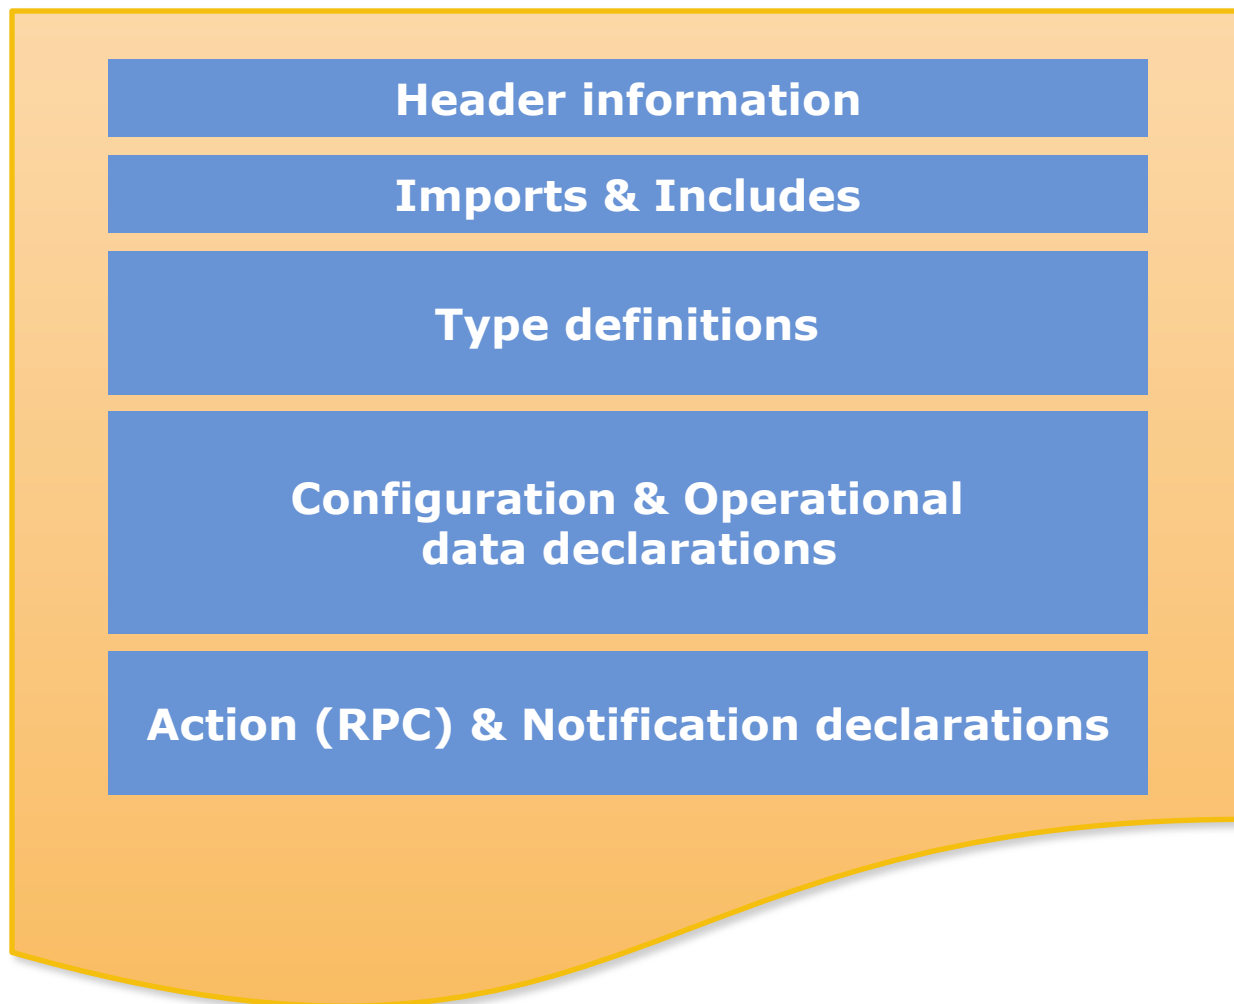 Header information
Imports & Includes
Type definitions
Configuration & Operational
data declarations
Action (RPC) & Notification declarations